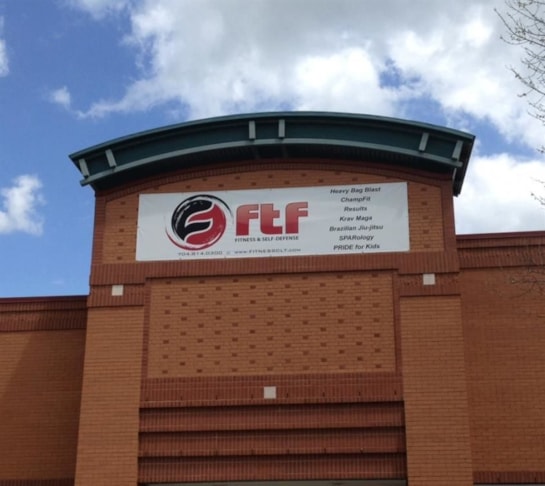 FTF
FITNESS & SELF-DEFENSE
Heavy Bag Blast
ChampFit
Results
Krav Maga
Brazilian Jiu-jitsu
SPARology
PRIDE for Kids